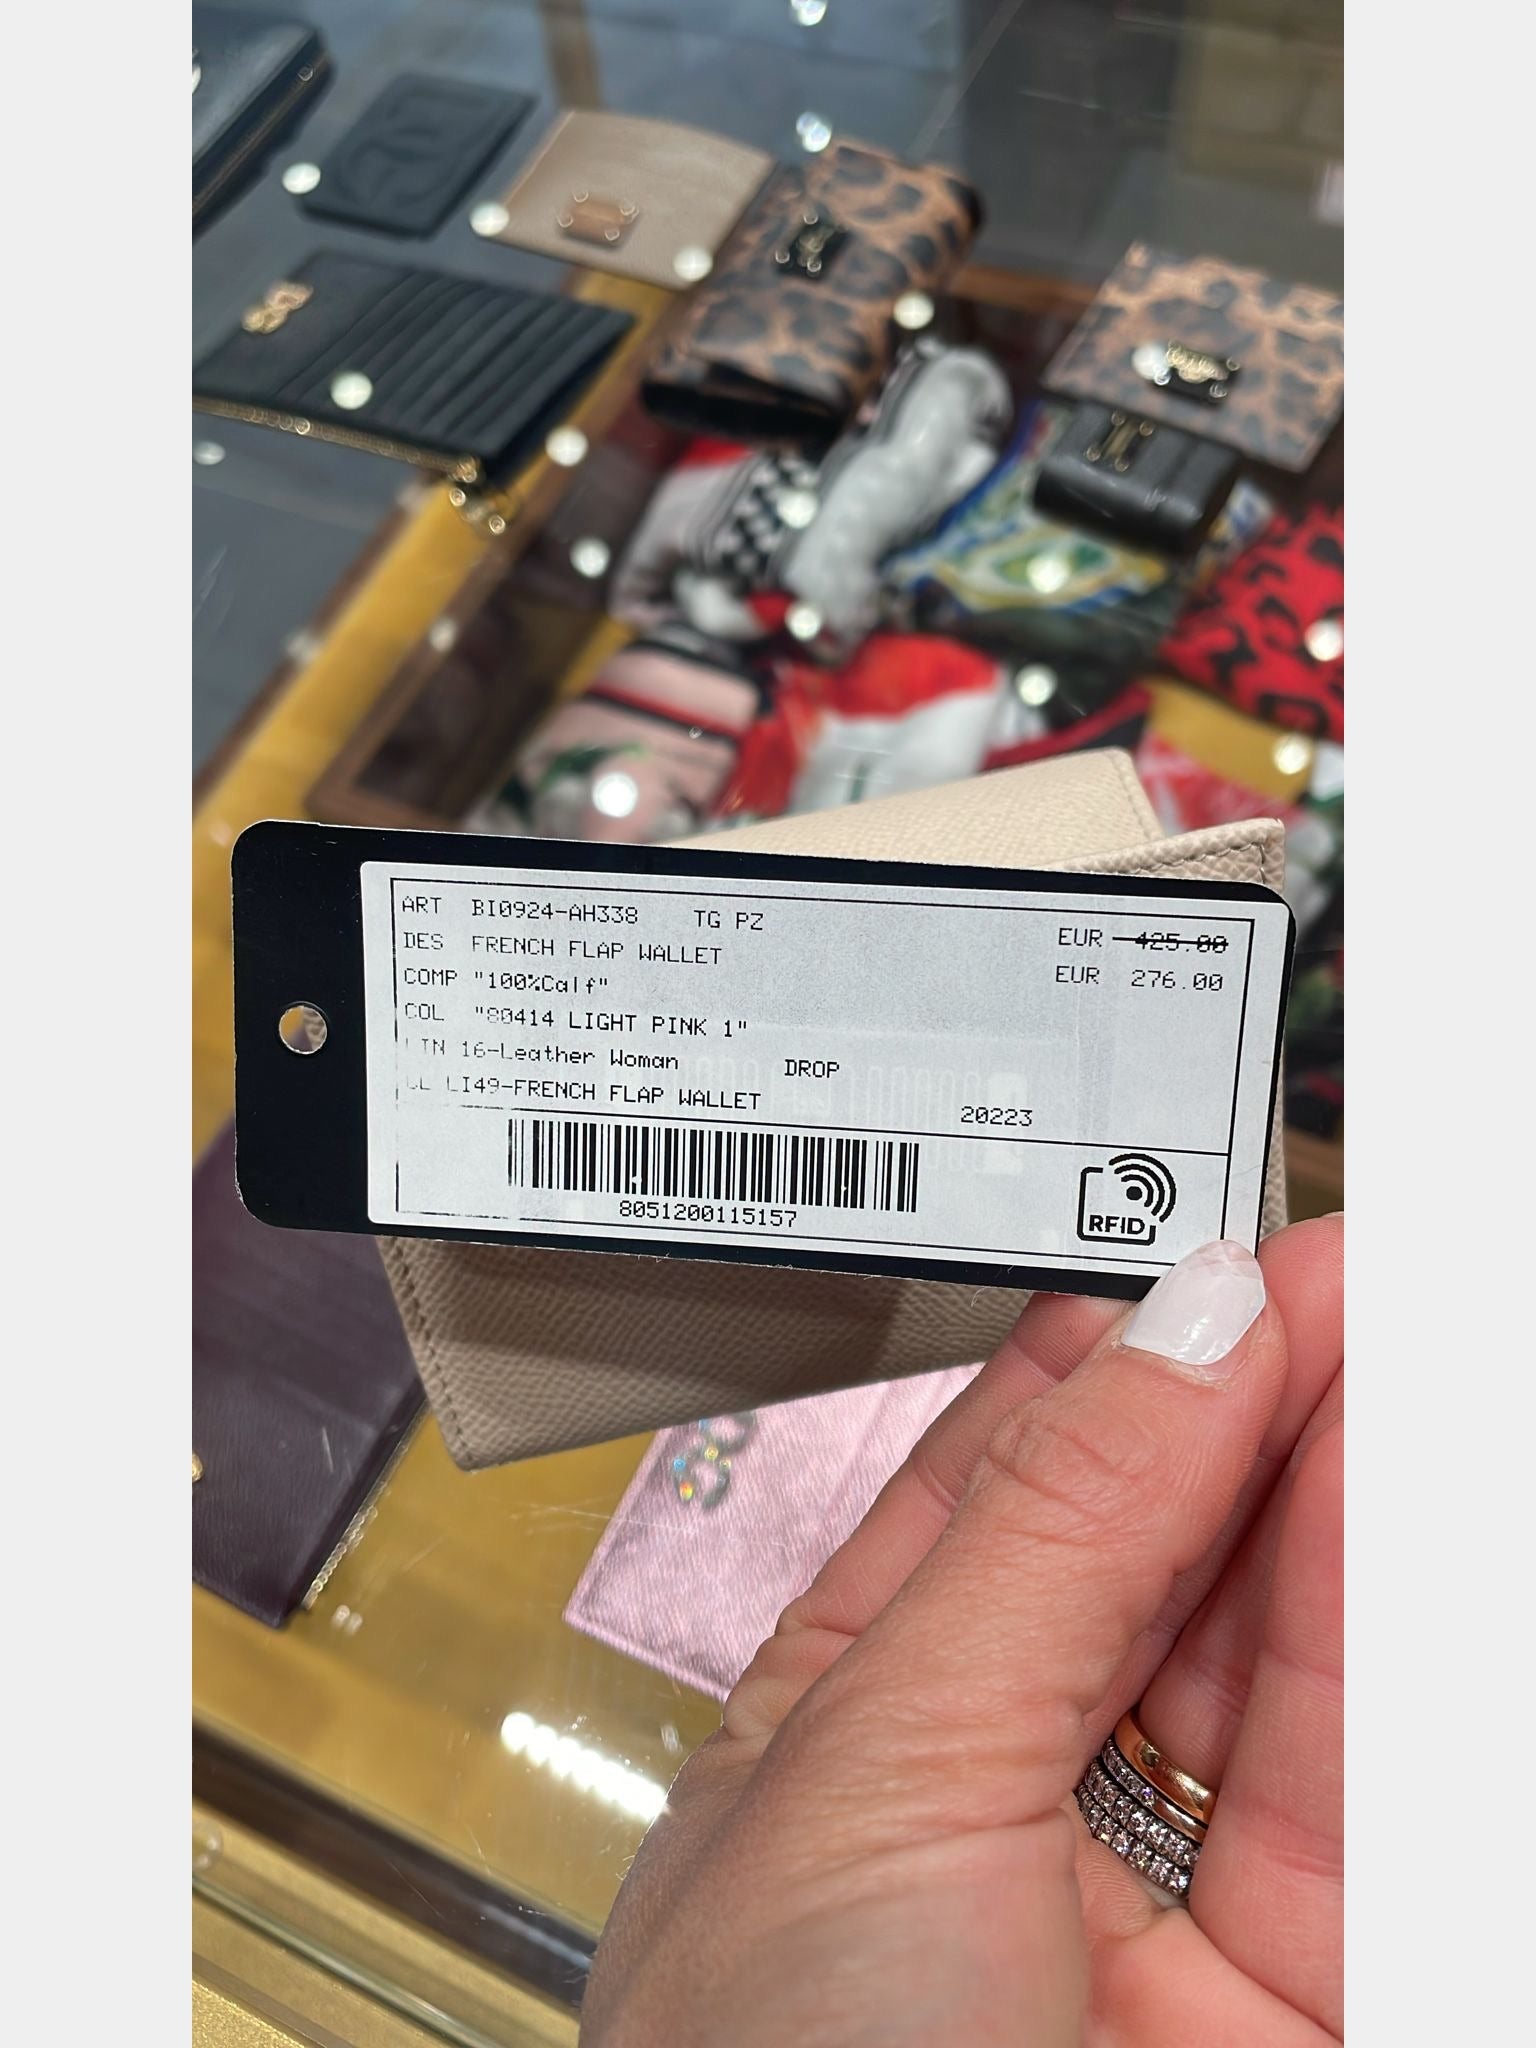 ART BI0924-AH338 TG PZ
EUR 425.00
DES FRENCH FLAP WALLET
EUR 276.00
COMP "100%Calf"
COL "80414 LIGHT PINK 1"
LIN 16-Leather Woman DROP
LI49-FRENCH FLAP WALLET
20223
8051200115157
RFID